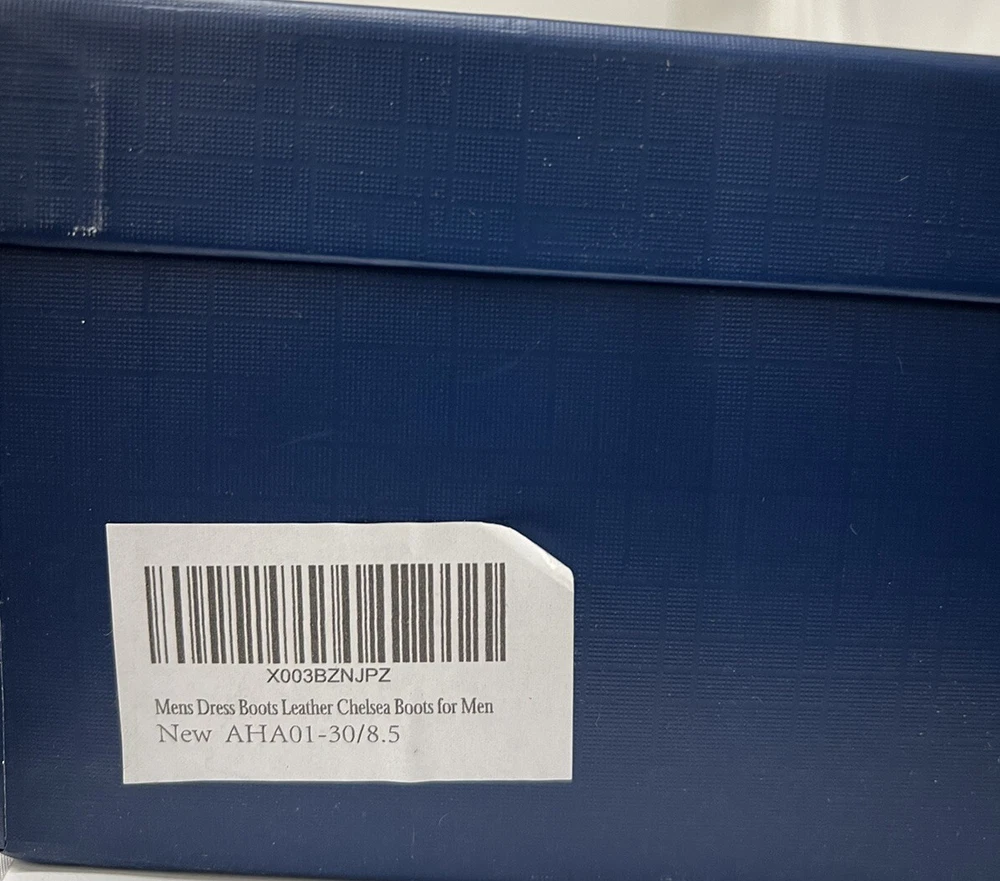 X003BZNJPZ
Mens Dress Boots Leather Chelsea Boots for Men
New AHA01-30/8.5